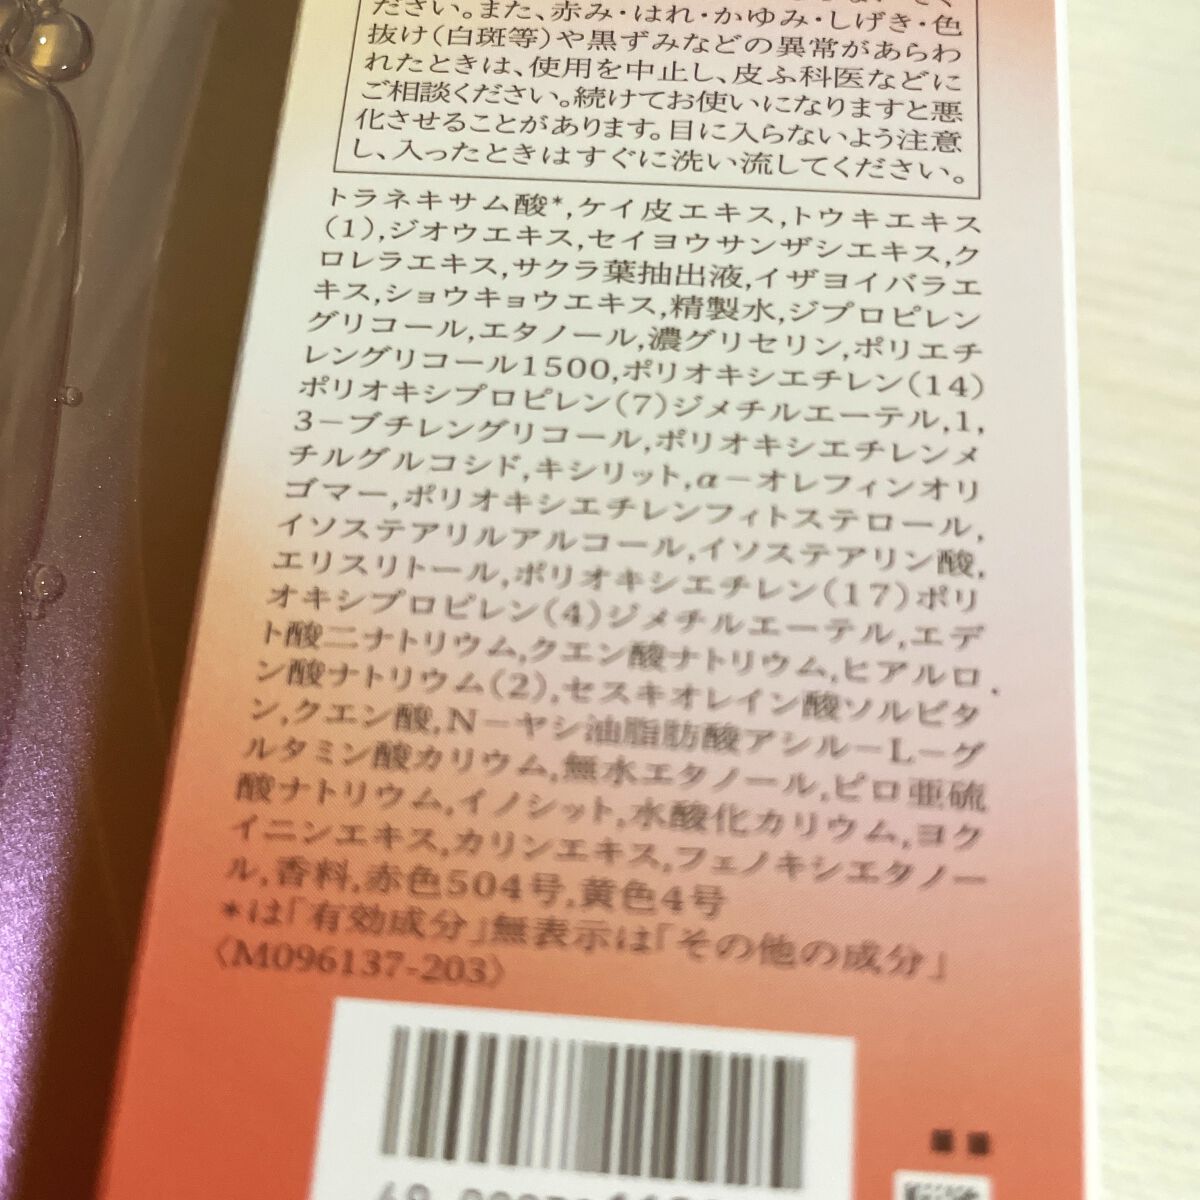 ださい。また、赤み・はれ・かゆみ・しげき・色
抜け(白斑等)や黒ずみなどの異常があらわ
れたときは、使用を中止し、皮ふ科医などに
ご相談ください。続けてお使いになりますと悪
化させることがあります。目に入らないよう注意
し、入ったときはすぐに洗い流してください。
トラネキサム酸*,ケイ皮エキス,トウキエキス
(1),ジオウエキス,セイヨウサンザシエキス,ク
ロレラエキス,サクラ葉抽出液,イザヨイバラエ
キス,ショウキョウエキス,精製水,ジプロピレン
グリコール,エタノール,濃グリセリン,ポリエチ
レングリコール1500,ポリオキシエチレン(14)
ポリオキシプロピレン(7)ジメチルエーテル,1,
3-ブチレングリコール,ポリオキシエチレンメ
チルグルコシド,キシリット,α-オレフィンオリ
ゴマー,ポリオキシエチレンフィトステロール,
イソステアリルアルコール,イソステアリン酸,
エリスリトール,ポリオキシエチレン(17)ポリ
オキシプロピレン(4)ジメチルエーテル,エデ
ト酸二ナトリウム,クエン酸ナトリウム,ヒアルロ
ン酸ナトリウム(2),セスキオレイン酸ソルビタ
ン,クエン酸,N-ヤシ油脂肪酸アシル-L-グ
ルタミン酸カリウム,無水エタノール,ピロ亜硫
酸ナトリウム,イノシット,水酸化カリウム,ヨク
イニンエキス,カリンエキス,フェノキシエタノー
ル,香料,赤色504号,黄色4号
*は「有効成分」無表示は「その他の成分」
〈M096137-203〉